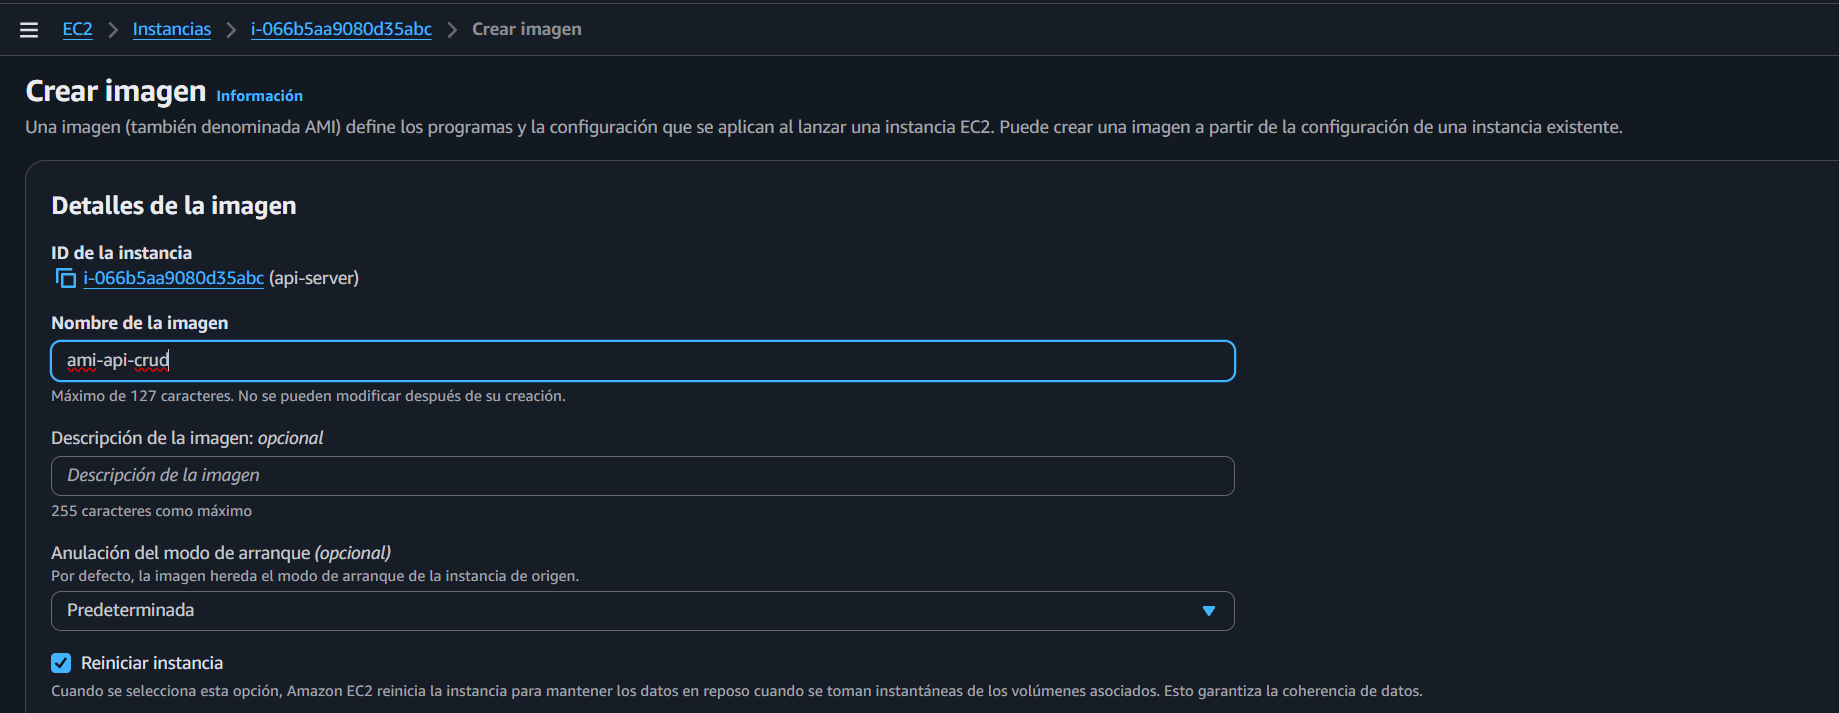 EC2 > Instancias > i-066b5aa9080d35abc > Crear imagen
Crear imagen Información
Una imagen (también denominada AMI) define los programas y la configuración que se aplican al lanzar una instancia EC2. Puede crear una imagen a partir de la configuración de una instancia existente.
Detalles de la imagen
ID de la instancia
i-066b5aa9080d35abc (api-server)
Nombre de la imagen
ami-api-crud
Máximo de 127 caracteres. No se pueden modificar después de su creación.
Descripción de la imagen: opcional
Descripción de la imagen
255 caracteres como máximo
Anulación del modo de arranque (opcional)
Por defecto, la imagen hereda el modo de arranque de la instancia de origen.
Predeterminada
Reiniciar instancia
Cuando se selecciona esta opción, Amazon EC2 reinicia la instancia para mantener los datos en reposo cuando se toman instantáneas de los volúmenes asociados. Esto garantiza la coherencia de datos.